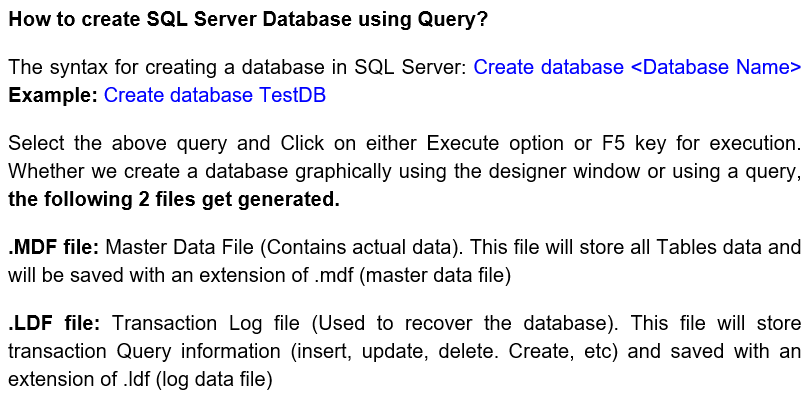 How to create SQL Server Database using Query?
The syntax for creating a database in SQL Server: Create database <Database Name>
Example: Create database TestDB
Select the above query and Click on either Execute option or F5 key for execution.
Whether we create a database graphically using the designer window or using a query,
the following 2 files get generated.
.MDF file: Master Data File (Contains actual data). This file will store all Tables data and
will be saved with an extension of .mdf (master data file)
.LDF file: Transaction Log file (Used to recover the database). This file will store
transaction Query information (insert, update, delete. Create, etc) and saved with an
extension of .ldf (log data file)